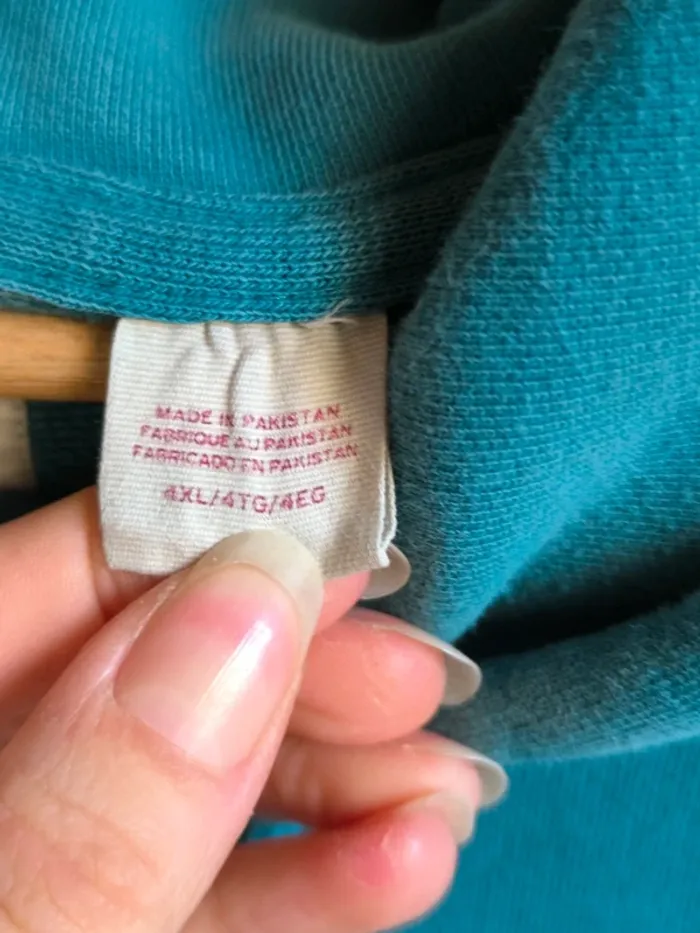 MADE IN PAKISTAN
FABRIQUE AU PAKISTAN
FABRICADO EN PAKISTAN
4XL/4TG/4EG